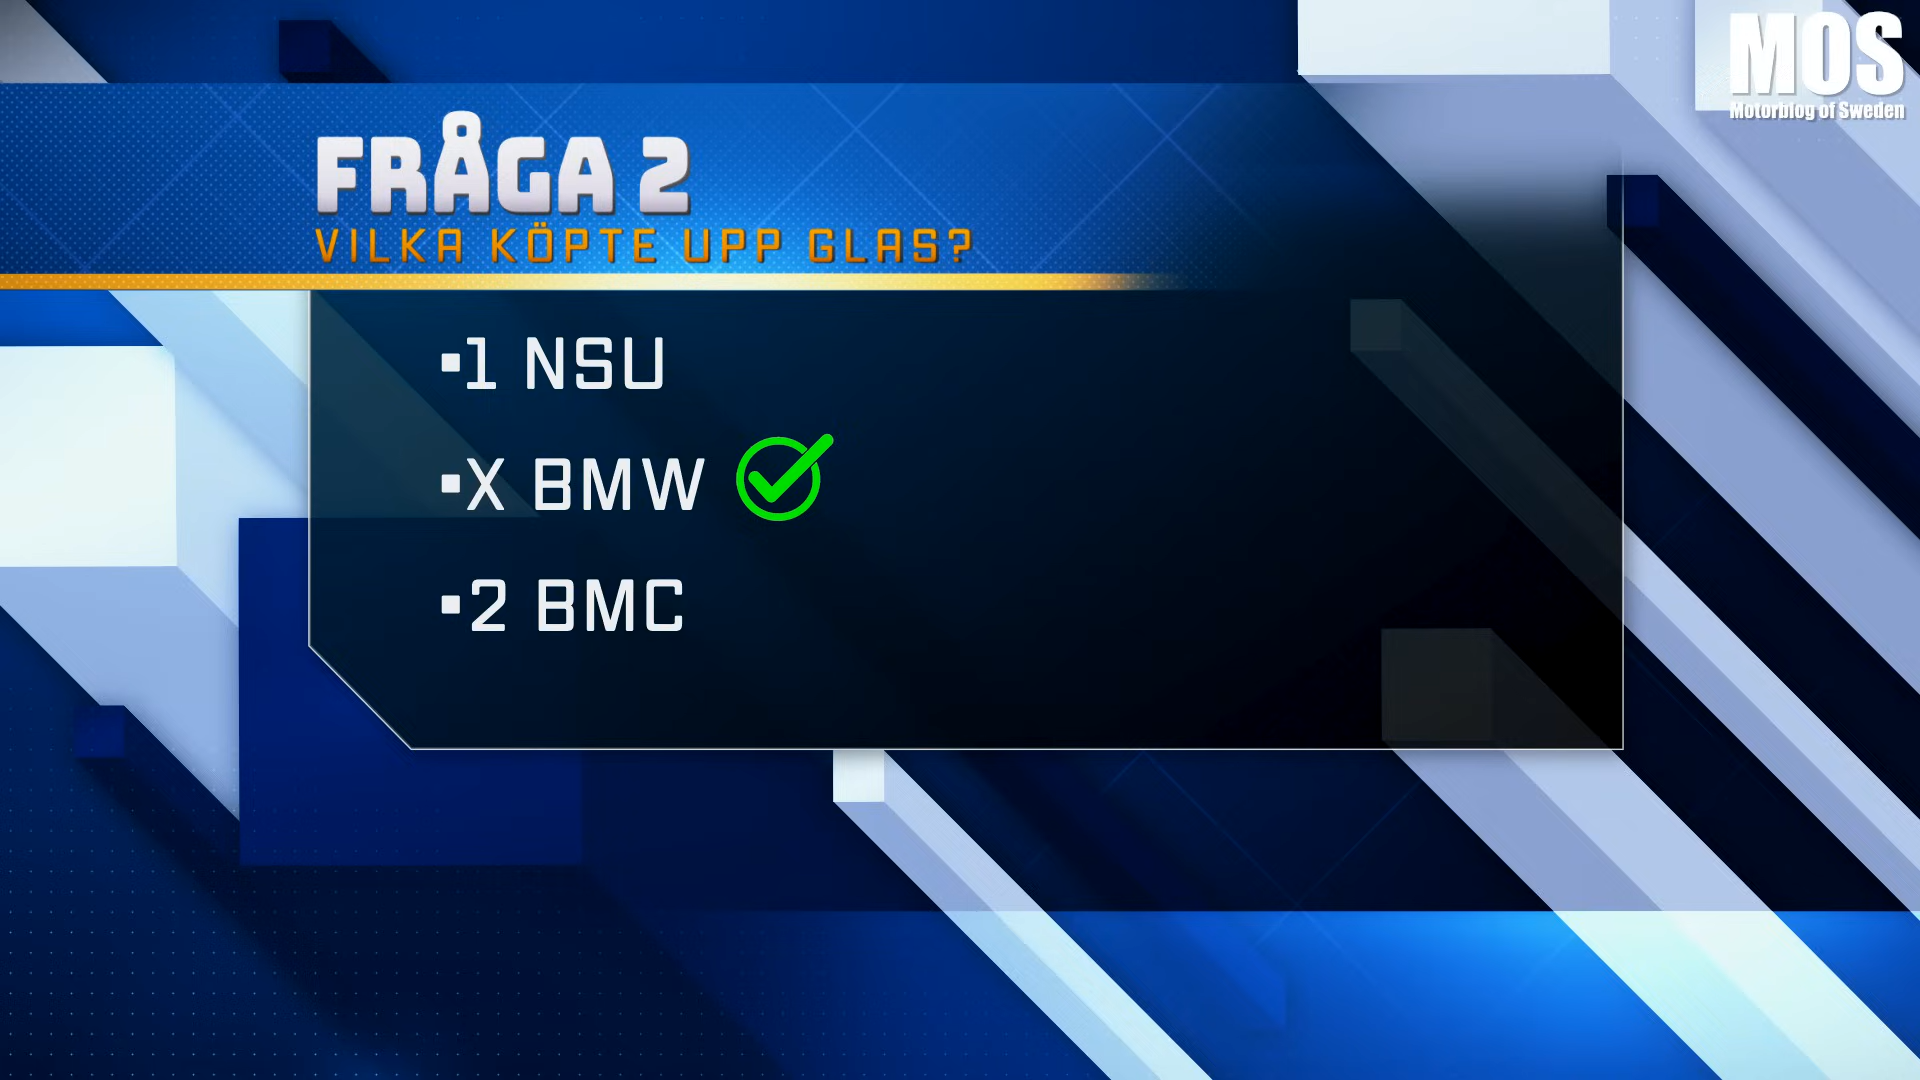 MOS
Motorblog of Sweden
FRÅGA 2
VILKA KÖPTE UPP GLAS?
▪1 NSU
▪X BMW
▪2 BMC